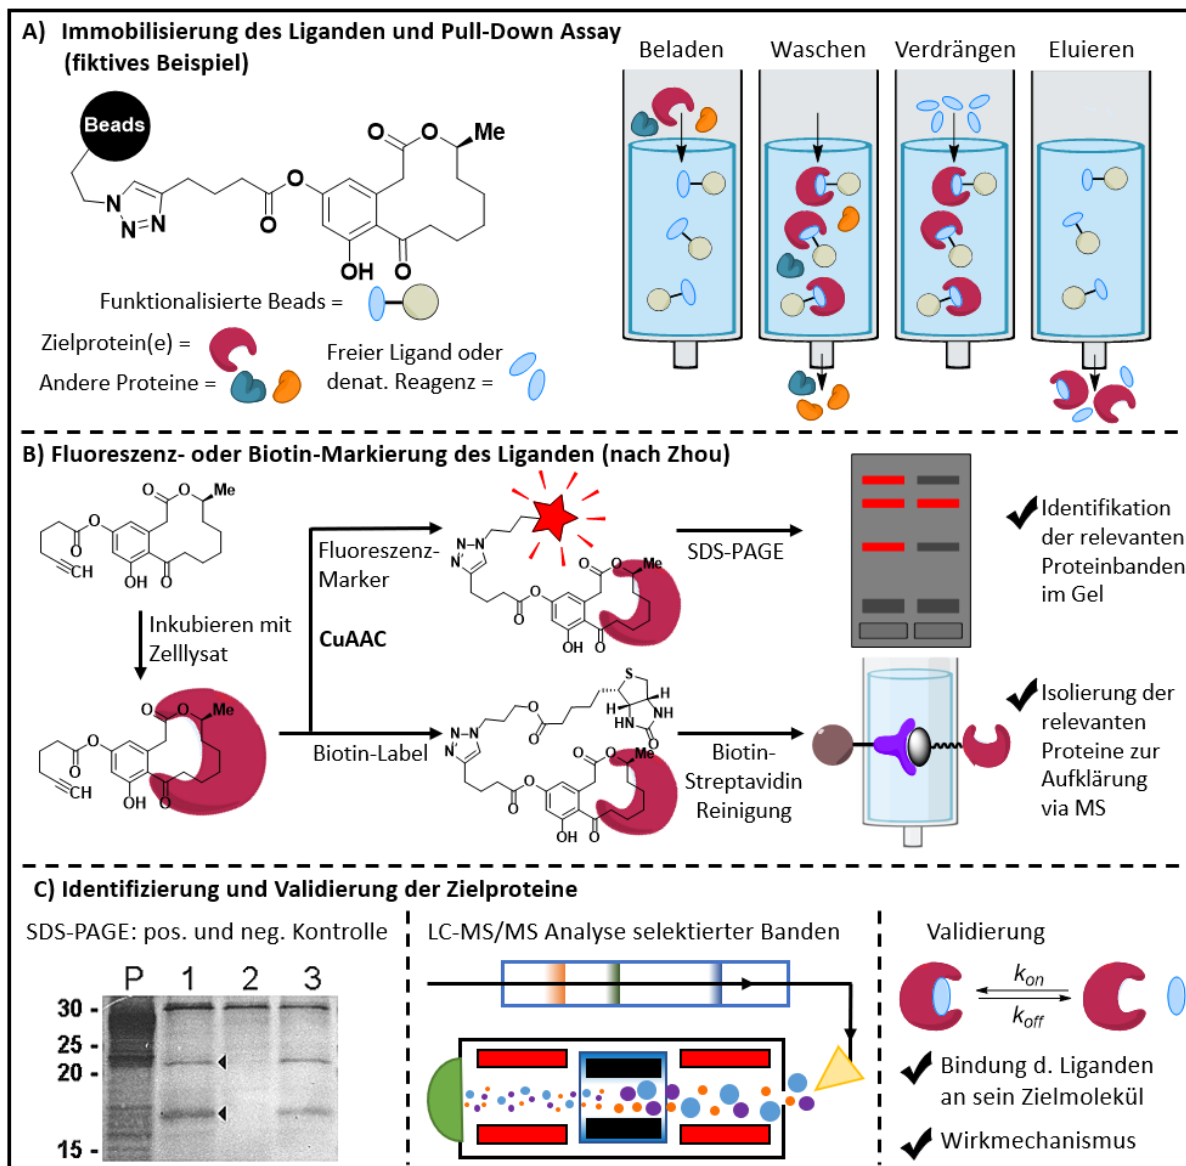 A) Immobilisierung des Liganden und Pull-Down Assay
(fiktives Beispiel)
Beladen
Waschen
Verdrängen
Eluieren
Beads
N
N
N
O
O
O
O
Me
OH
O
Funktionalisierte Beads =
Zielprotein(e) =
Andere Proteine =
Freier Ligand oder
denat. Reagenz =
B) Fluoreszenz- oder Biotin-Markierung des Liganden (nach Zhou)
O
O
Me
O
O
CH
OH
O
Inkubieren mit
Zelllysat
O
O
Me
O
O
CH
OH
O
Fluoreszenz-
Marker
CuAAC
Biotin-Label
N
N
N
O
O
Me
O
O
OH
O
SDS-PAGE
Identifikation
der relevanten
Proteinbanden
im Gel
S
H
H
HN
NH
O
O
O
N
N
N
O
O
Me
O
O
OH
O
Biotin-
Streptavidin
Reinigung
Isolierung der
relevanten
Proteine zur
Aufklärung
via MS
C) Identifizierung und Validierung der Zielproteine
SDS-PAGE: pos. und neg. Kontrolle
P 1 2 3
30 -
25 -
20 -
15 -
LC-MS/MS Analyse selektierter Banden
Validierung
kon
koff
Bindung d. Liganden
an sein Zielmolekül
Wirkmechanismus